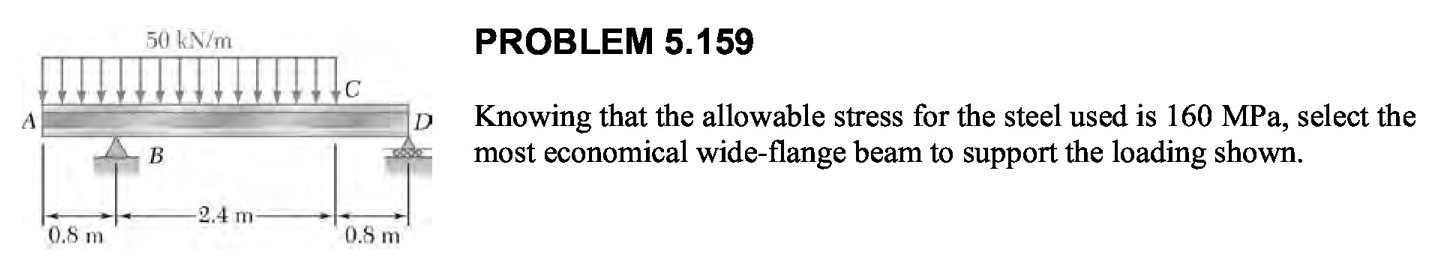 50 kN/m
C
A
D
B
2.4 m
0.8 m
0.8 m
PROBLEM 5.159
Knowing that the allowable stress for the steel used is 160 MPa, select the
most economical wide-flange beam to support the loading shown.